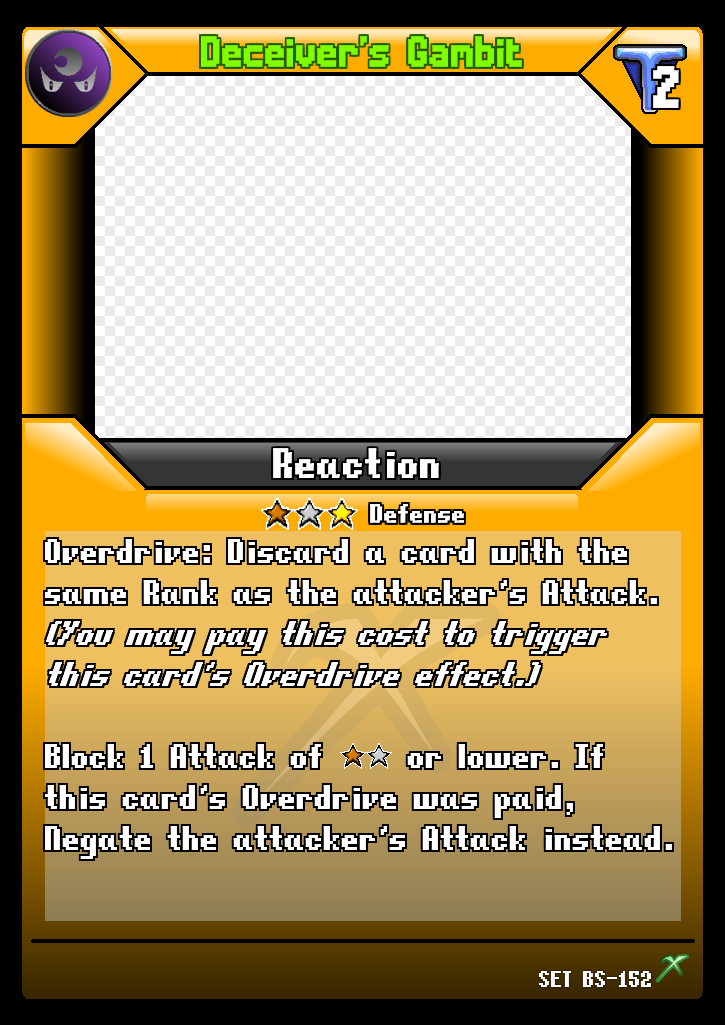 Deceiver's Gambit
T2
Reaction
Defense
Overdrive: Discard a card with the
same Rank as the attacker's Attack.
(You may pay this cost to trigger
this card's Overdrive effect.)
Block 1 Attack of ★★ or lower. If
this card's Overdrive was paid,
Negate the attacker's Attack instead.
SET BS-152